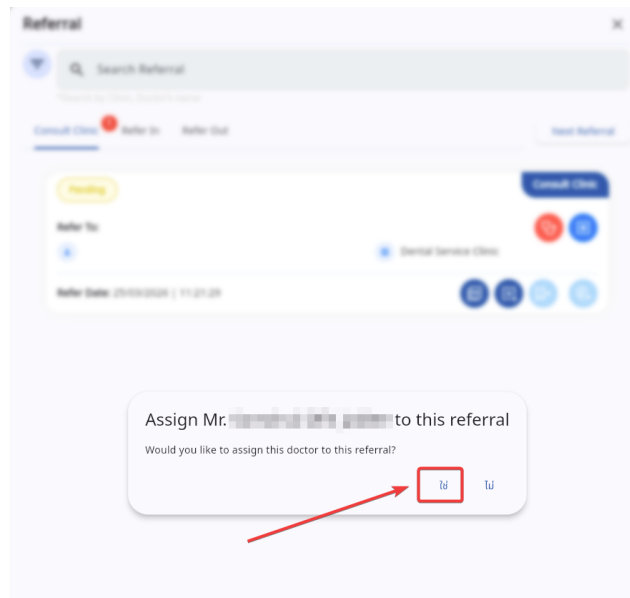 Referral
Search Referral
Consult Clinic
Refer In
Refer Out
Next Referral
Pending
Consult Clinic
Refer To:
Dental Service Clinic
Refer Date: 25/03/2026 | 11:21:29
Assign Mr. to this referral
Would you like to assign this doctor to this referral?
ใช่
ไม่